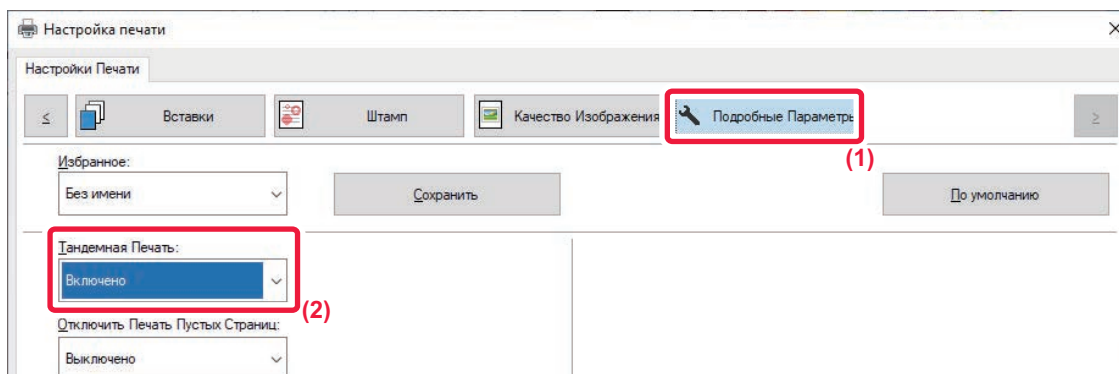 Настройка печати
Настройки Печати
Вставки
Штамп
Качество Изображения
Подробные Параметры
(1)
Избранное:
Без имени
Сохранить
По умолчанию
Тандемная Печать:
Включено
(2)
Отключить Печать Пустых Страниц:
Выключено